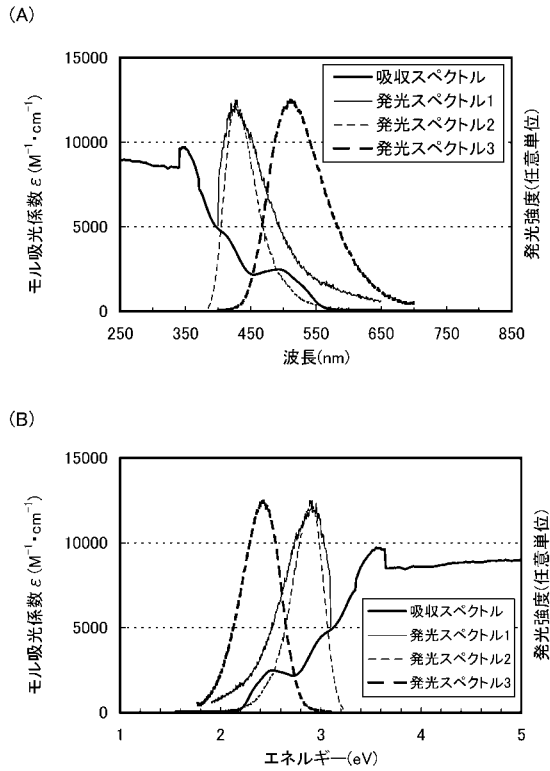 (A)
15000
10000
5000
0
モル吸光係数 ε (M⁻¹・cm⁻¹)
吸収スペクトル
発光スペクトル1
発光スペクトル2
発光スペクトル3
発光強度(任意単位)
250 350 450 550 650 750 850
波長(nm)
(B)
15000
10000
5000
0
モル吸光係数 ε (M⁻¹・cm⁻¹)
吸収スペクトル
発光スペクトル1
発光スペクトル2
発光スペクトル3
発光強度(任意単位)
1 2 3 4 5
エネルギー(eV)